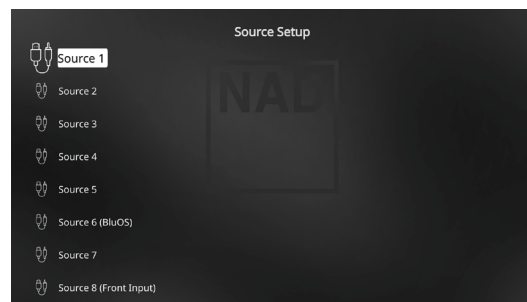 Source Setup
Source 1
NAD
Source 2
Source 3
Source 4
Source 5
Source 6 (BluOS)
Source 7
Source 8 (Front Input)